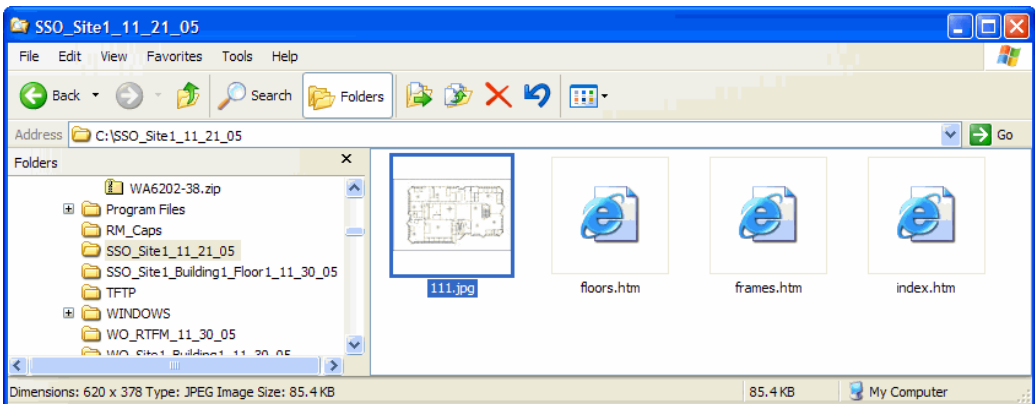 SSO_Site1_11_21_05
File Edit View Favorites Tools Help
Back Search Folders
Address C:\SSO_Site1_11_21_05 Go
Folders x
WA6202-38.zip
Program Files
RM_Caps
SSO_Site1_11_21_05
SSO_Site1_Building1_Floor1_11_30_05
TFTP
WINDOWS
WO_RTFM_11_30_05
WO_Site1_Building1_11_30_05
111.jpg floors.htm frames.htm index.htm
Dimensions: 620 x 378 Type: JPEG Image Size: 85.4 KB 85.4 KB My Computer